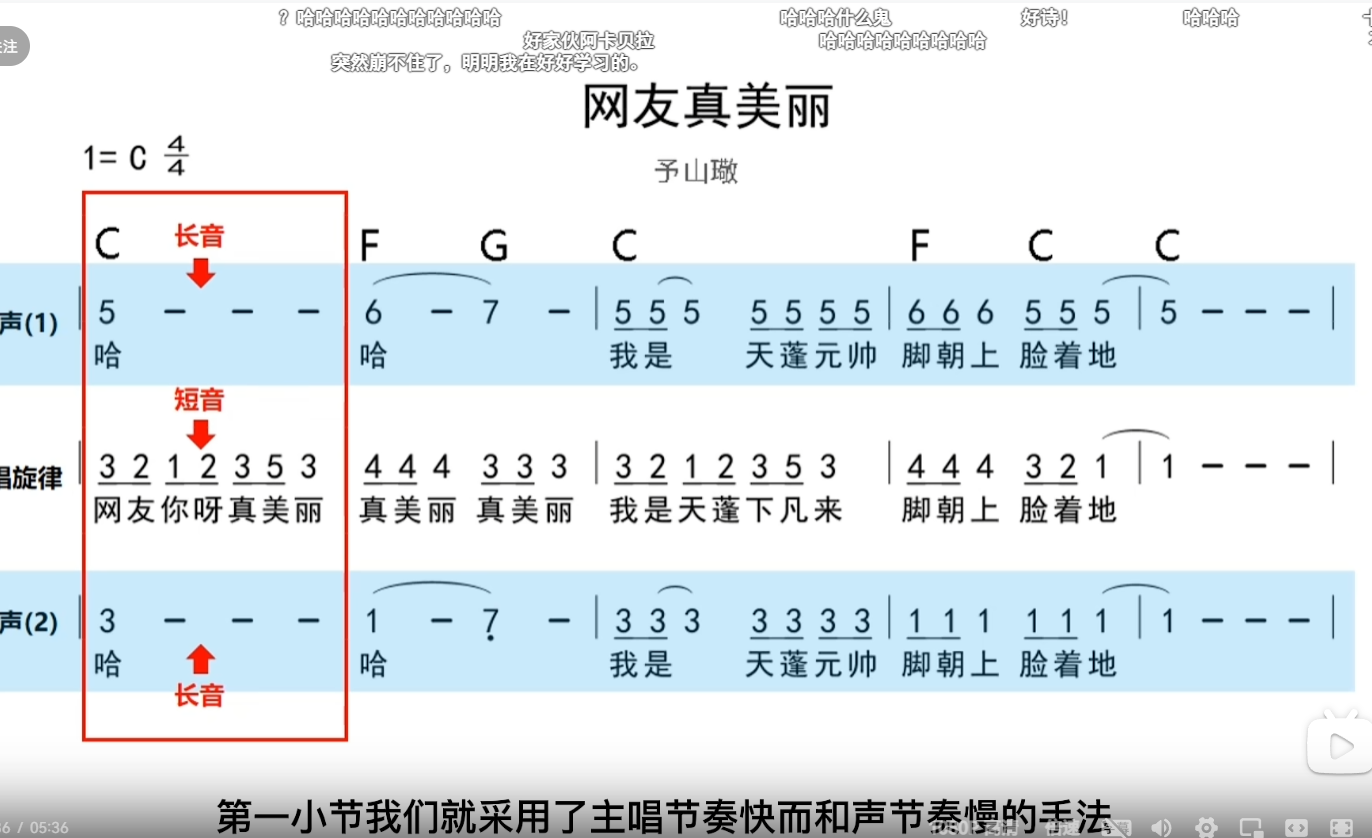 ？哈哈哈哈哈哈哈哈哈哈哈
哈哈哈什么鬼
好诗！
哈哈哈
好家伙阿卡贝拉
哈哈哈哈哈哈哈哈哈
突然崩不住了，明明我在好好学习的。
注
网友真美丽
1= C 4/4
予山璥
C 长音 F G C F C C
声(1) 5 — — — 6 — 7 — | 5 5 5 5 5 5 5 | 6 6 6 5 5 5 | 5 — — — |
哈 哈 我是 天蓬元帅 脚朝上 脸着地
短音
唱旋律 | 3 2 1 2 3 5 3 4 4 4 3 3 3 | 3 2 1 2 3 5 3 | 4 4 4 3 2 1 | 1 — — — |
网友你呀真美丽 真美丽 真美丽 我是天蓬下凡来 脚朝上 脸着地
声(2) | 3 — — — 1 — 7̣ — | 3 3 3 3 3 3 3 | 1 1 1 1 1 1 | 1 — — — |
哈 哈 我是 天蓬元帅 脚朝上 脸着地
长音
第一小节我们就采用了主唱节奏快而和声节奏慢的手法
6 / 05:36